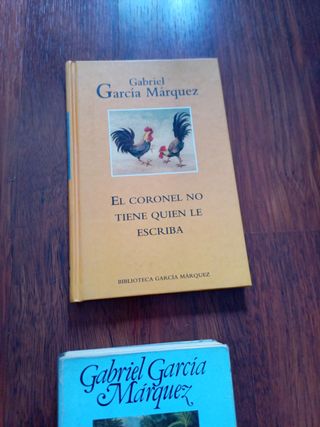 Gabriel
García Márquez
EL CORONEL NO
TIENE QUIEN LE
ESCRIBA
BIBLIOTECA GARCÍA MÁRQUEZ
Gabriel García
Márquez